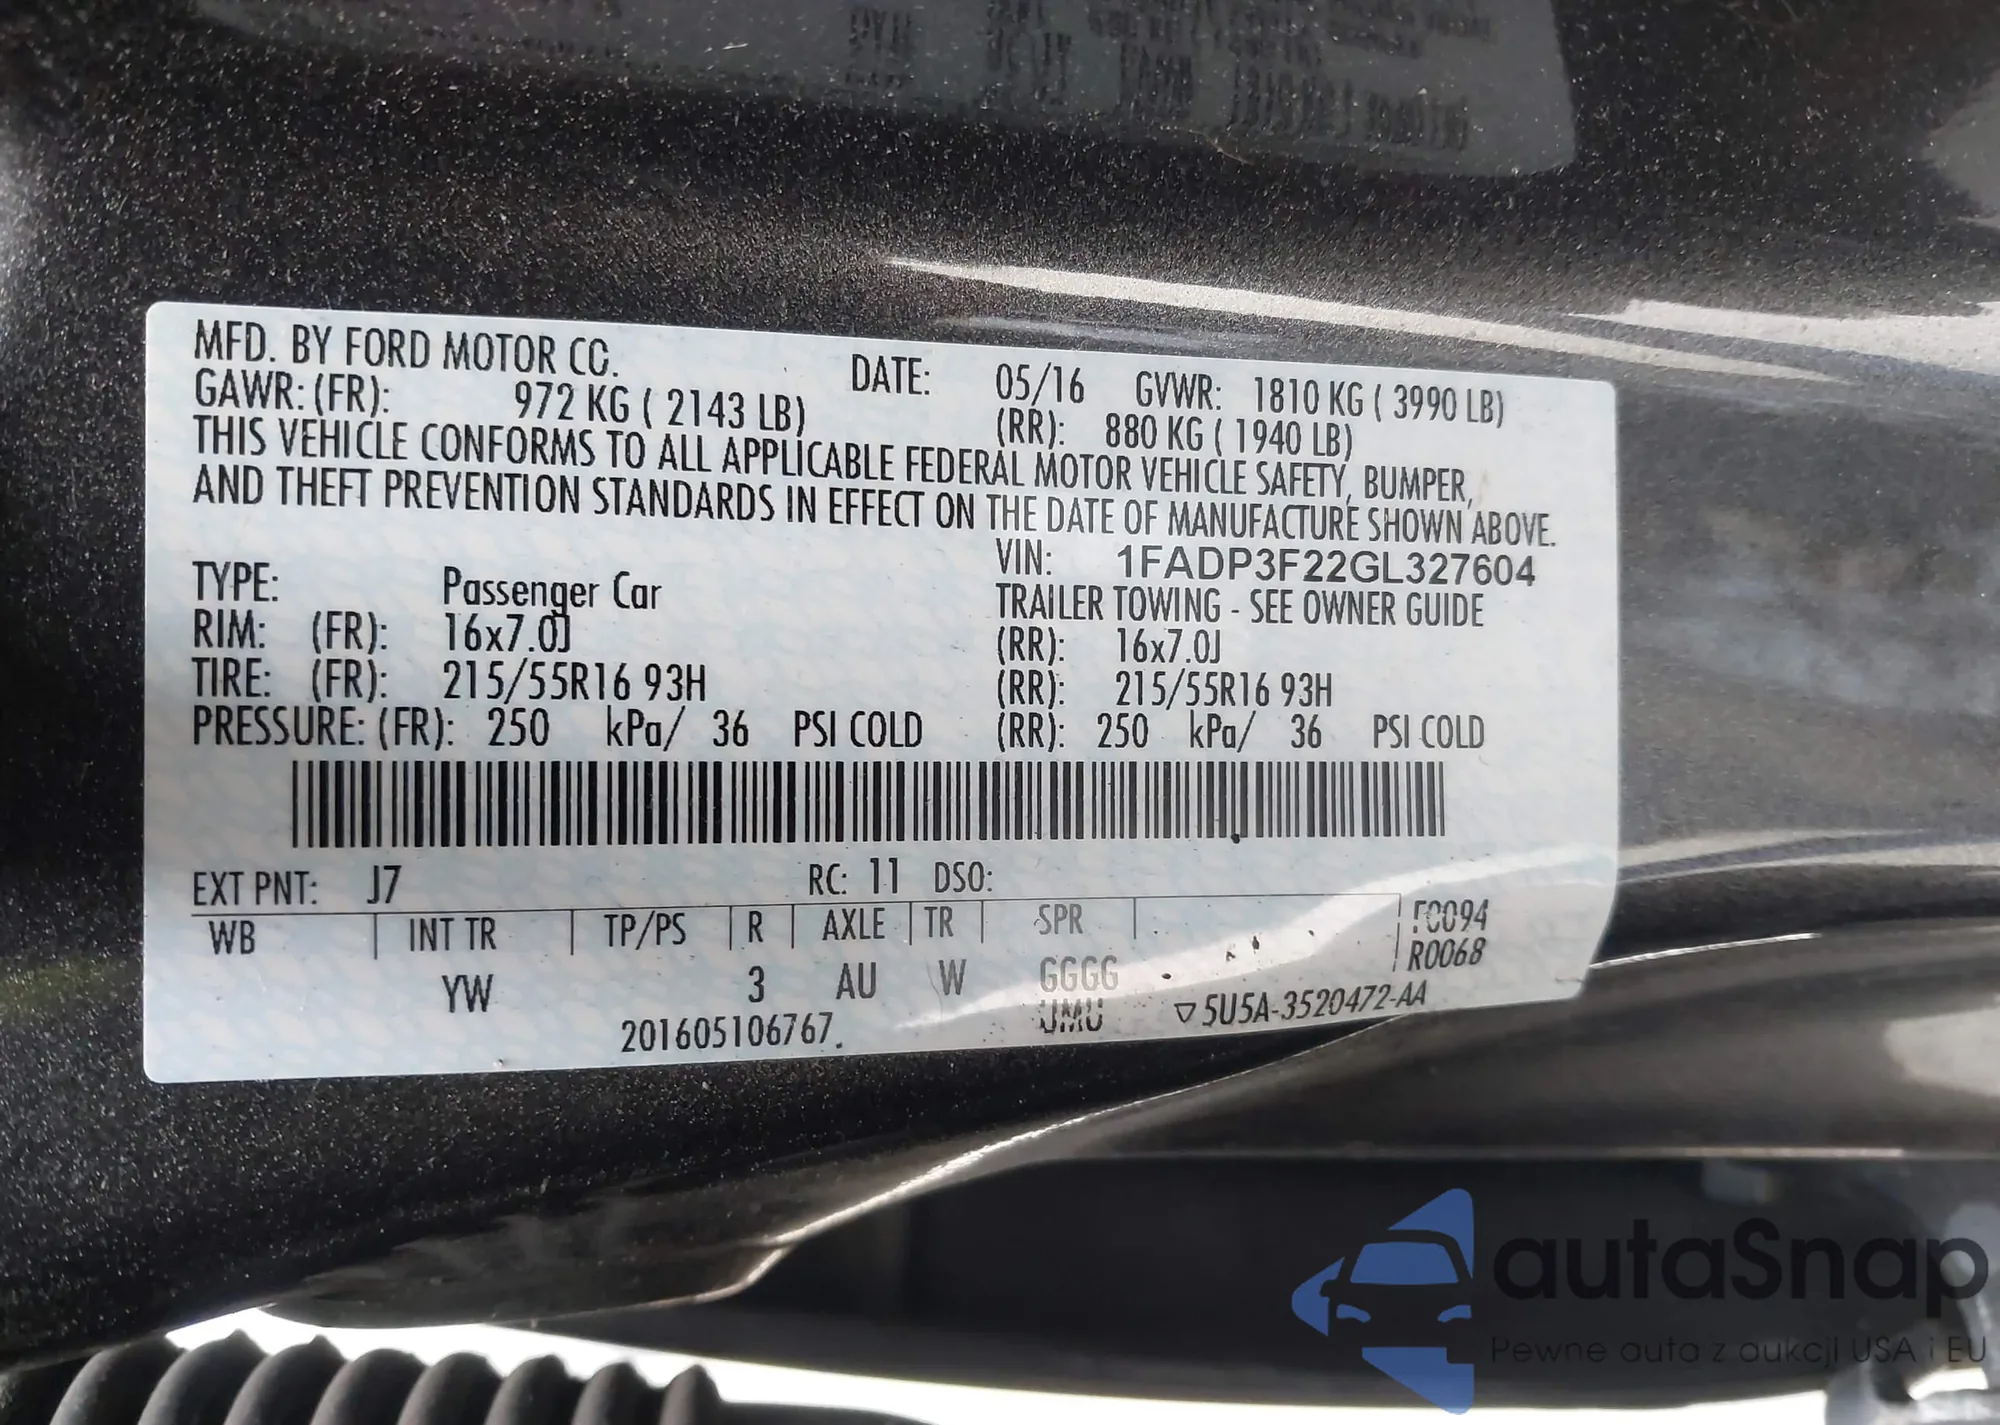 MFD. BY FORD MOTOR CO.
DATE: 05/16 GVWR: 1810 KG ( 3990 LB)
GAWR: (FR): 972 KG ( 2143 LB) (RR): 880 KG ( 1940 LB)
THIS VEHICLE CONFORMS TO ALL APPLICABLE FEDERAL MOTOR VEHICLE SAFETY, BUMPER,
AND THEFT PREVENTION STANDARDS IN EFFECT ON THE DATE OF MANUFACTURE SHOWN ABOVE.
VIN: 1FADP3F22GL327604
TYPE: Passenger Car TRAILER TOWING - SEE OWNER GUIDE
RIM: (FR): 16x7.0J (RR): 16x7.0J
TIRE: (FR): 215/55R16 93H (RR): 215/55R16 93H
PRESSURE: (FR): 250 kPa/ 36 PSI COLD (RR): 250 kPa/ 36 PSI COLD
EXT PNT: J7 RC: 11 DSO:
WB INT TR TP/PS R AXLE TR SPR F0094
R0068
YW 3 AU W GGGG
201605106767. UMU ▽5U5A-3520472-AA
autaSnap
Pewne auta z aukcji USA i EU